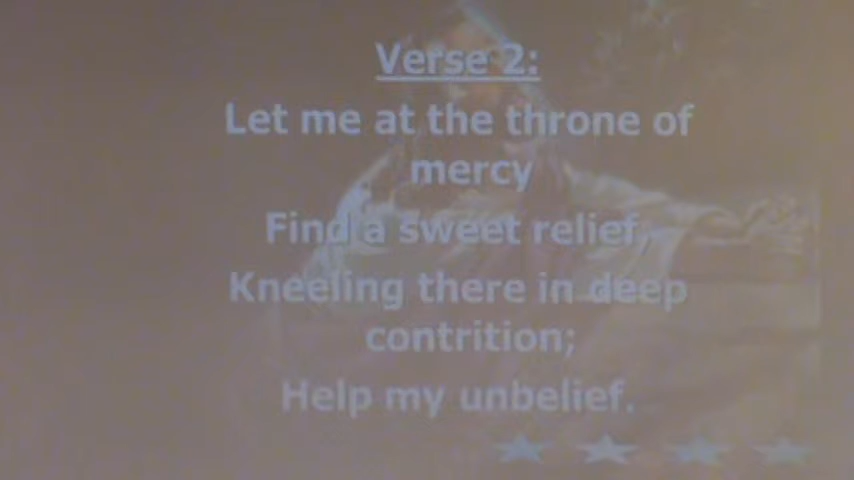 Verse 2:
Let me at the throne of
mercy
Find a sweet relief,
Kneeling there in deep
contrition;
Help my unbelief.